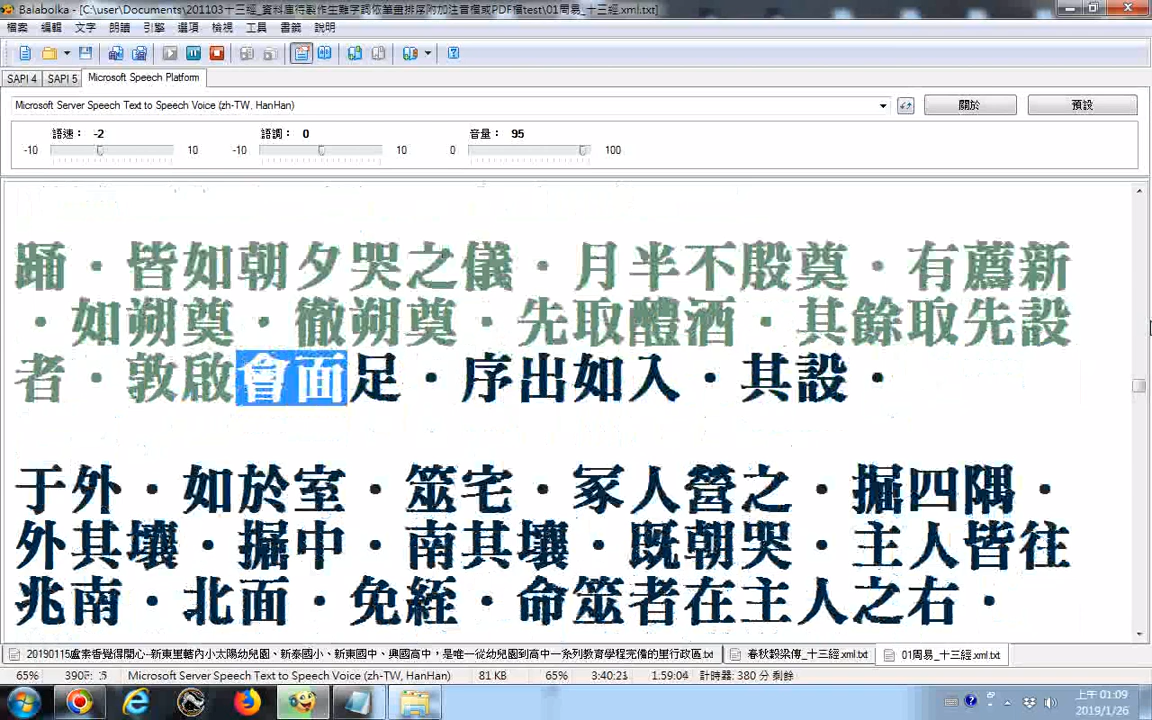 Balabolka - [C:\user\Documents\201103十三經_資料庫待製作生難字詞依筆畫排序附加注音檔或PDF檔test\01周易_十三經.xml.txt]
檔案 編輯 文字 朗讀 引擎 選項 檢視 工具 書籤 說明
SAPI 4 SAPI 5 Microsoft Speech Platform
Microsoft Server Speech Text to Speech Voice (zh-TW, HanHan) 關於 預設
語速： -2 語調： 0 音量： 95
-10 10 -10 10 0 100
踊．皆如朝夕哭之儀．月半不殷奠．有薦新
．如朔奠．徹朔奠．先取醴酒．其餘取先設
者．敦啟會面足．序出如入．其設．
于外．如於室．筮宅．冢人營之．掘四隅．
外其壤．掘中．南其壤．既朝哭．主人皆往
兆南．北面．免絰．命筮者在主人之右．
20190115盧素香覺得開心--新東里轄內小太陽幼兒園、新泰國小、新東國中、興國高中，是唯一從幼兒園到高中一系列教育學程完備的里行政區.txt 春秋穀梁傳_十三經.xml.txt 01周易_十三經.xml.txt
65% Microsoft Server Speech Text to Speech Voice (zh-TW, HanHan) 81 KB 65% 3:40:21 1.59:04 計時器: 380 分 剩餘
上午 01:09
2019/1/26